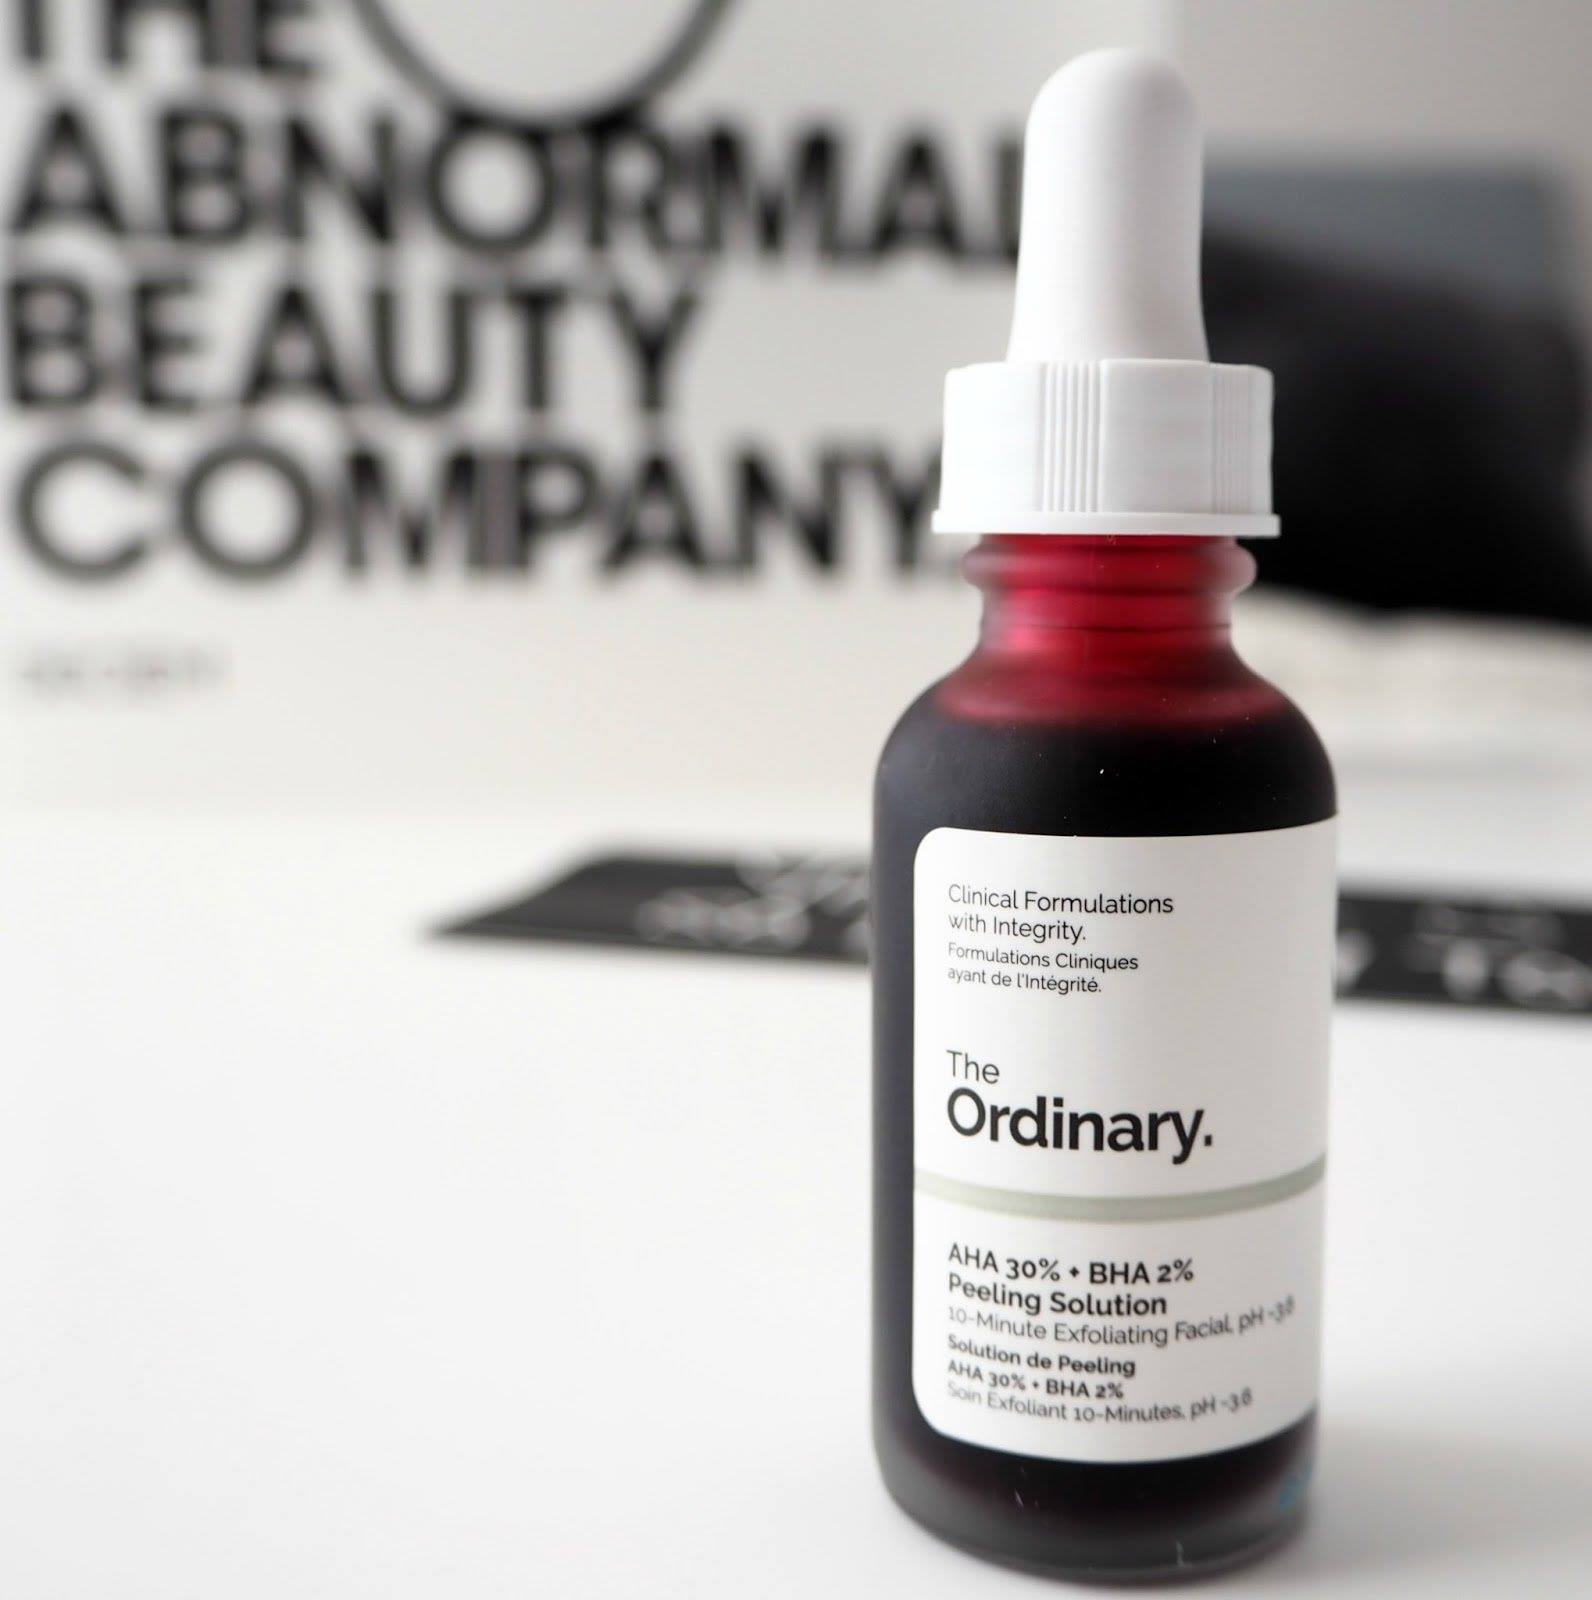 THE
ABNORMAL
BEAUTY
COMPANY.
Clinical Formulations
with Integrity.
Formulations Cliniques
ayant de l'Intégrité.
The
Ordinary.
AHA 30% + BHA 2%
Peeling Solution
10-Minute Exfoliating Facial, pH ~3.6
Solution de Peeling
AHA 30% + BHA 2%
Soin Exfoliant 10-Minutes, pH ~3.6